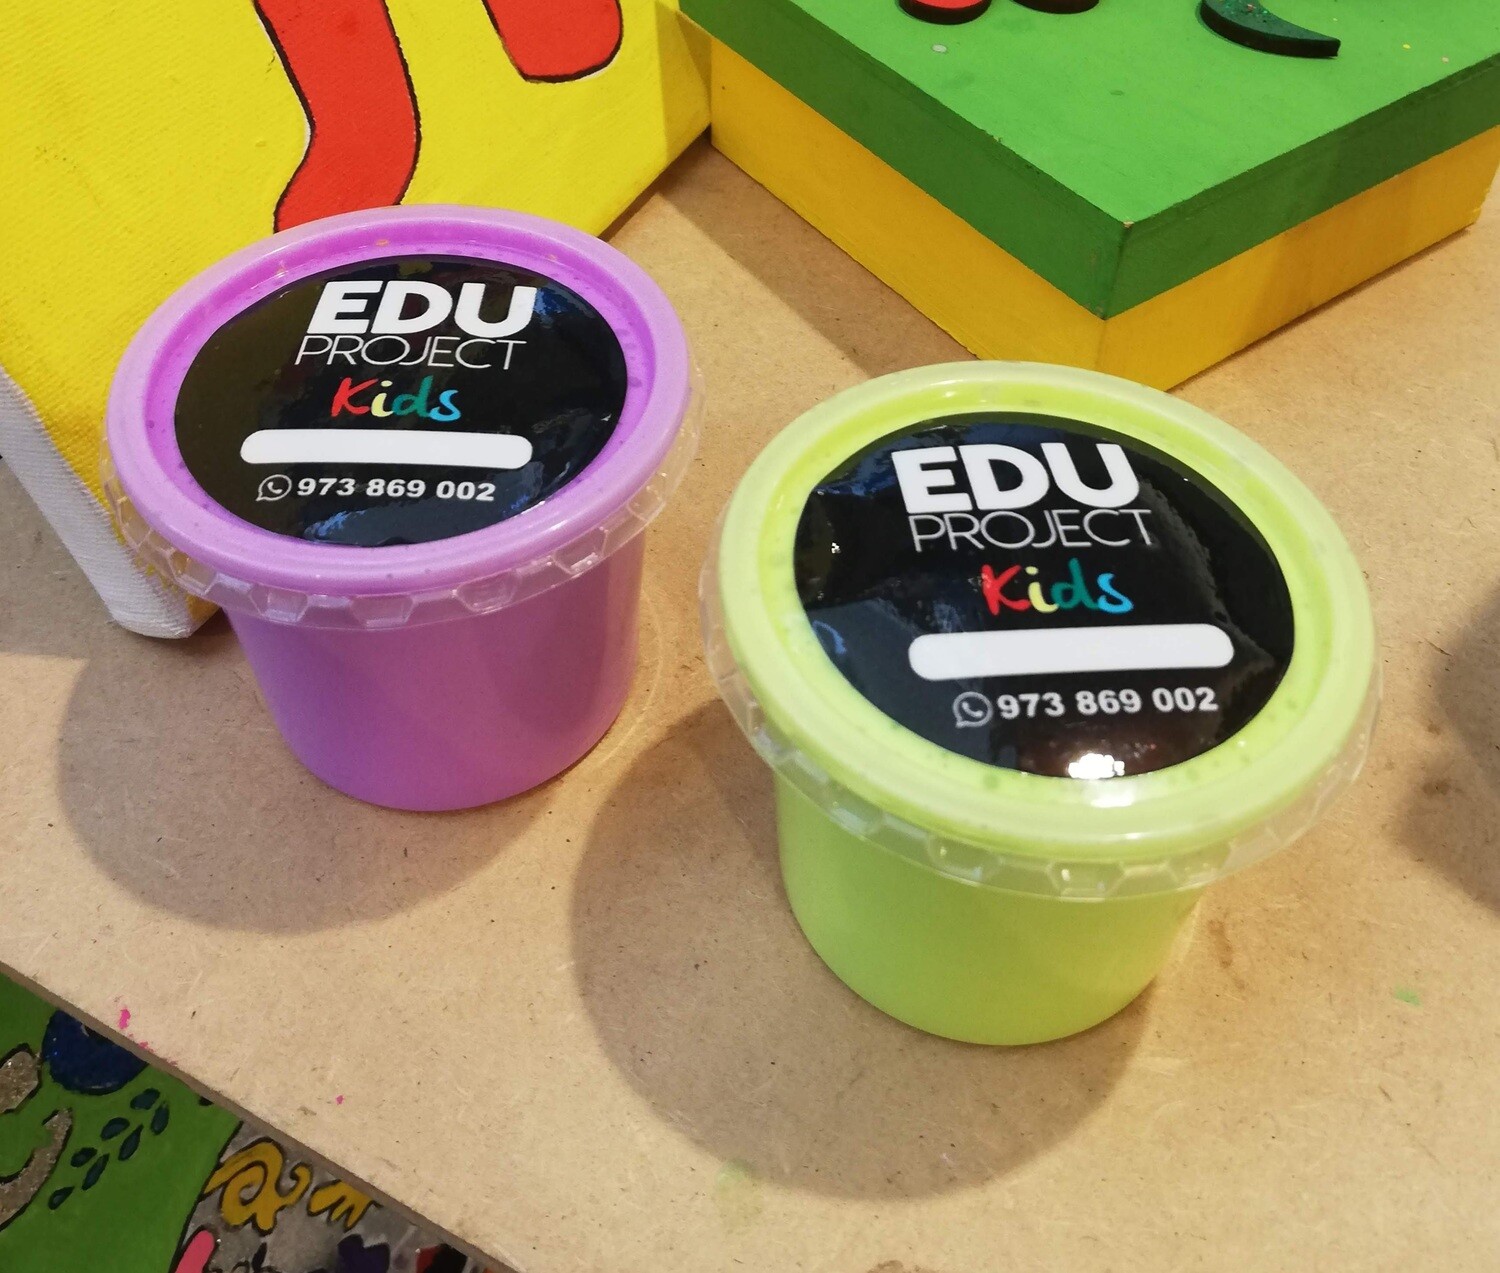 EDU
PROJECT
Kids
973 869 002
EDU
PROJECT
Kids
973 869 002